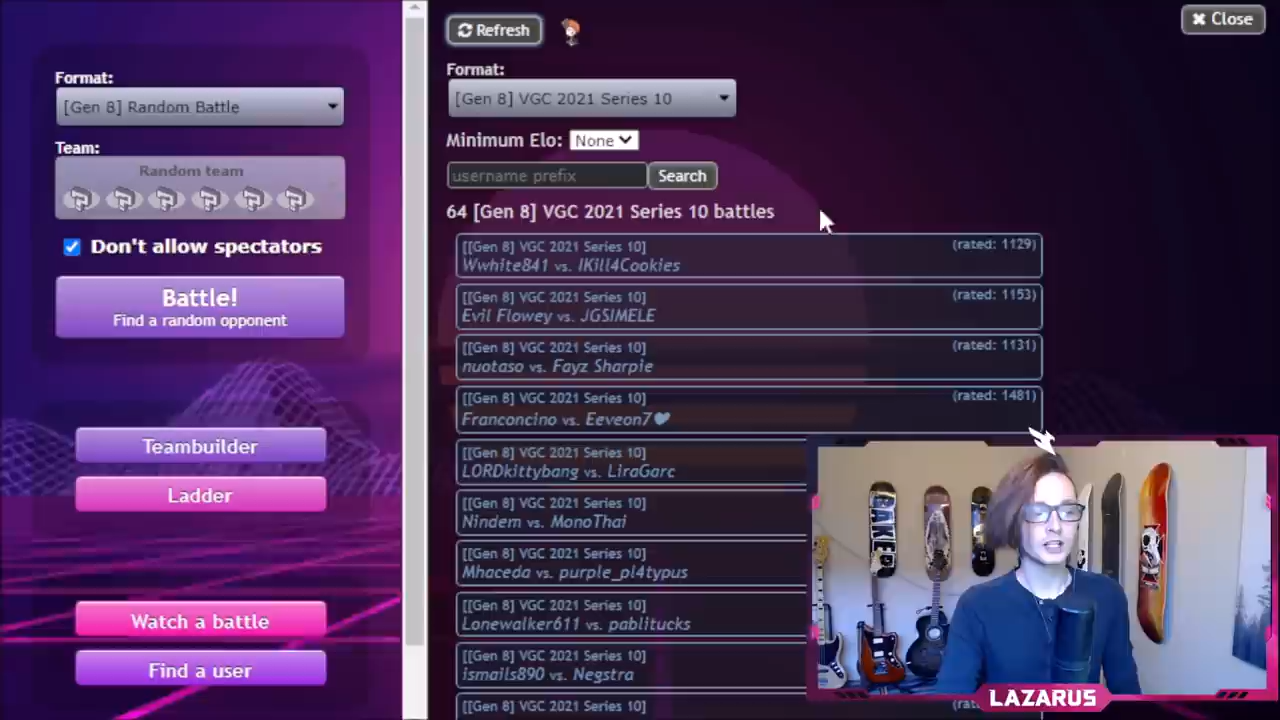 Format:
[Gen 8] Random Battle
Team:
Random team
Don't allow spectators
Battle!
Find a random opponent
Teambuilder
Ladder
Watch a battle
Find a user
Refresh
Close
Format:
[Gen 8] VGC 2021 Series 10
Minimum Elo: None
username prefix
Search
64 [Gen 8] VGC 2021 Series 10 battles
[[Gen 8] VGC 2021 Series 10] (rated: 1129)
Wwhite841 vs. IKill4Cookies
[[Gen 8] VGC 2021 Series 10] (rated: 1153)
Evil Flowey vs. JGSIMELE
[[Gen 8] VGC 2021 Series 10] (rated: 1131)
nuotaso vs. Fayz Sharpie
[[Gen 8] VGC 2021 Series 10] (rated: 1481)
Franconcino vs. Eeveon7🖤
[[Gen 8] VGC 2021 Series 10]
LORDkittybang vs. LiraGarc
[[Gen 8] VGC 2021 Series 10]
Nindem vs. MonoThai
[[Gen 8] VGC 2021 Series 10]
Mhaceda vs. purple_pl4typus
[[Gen 8] VGC 2021 Series 10]
Lonewalker611 vs. pablitucks
[[Gen 8] VGC 2021 Series 10]
ismails890 vs. Negstra
[[Gen 8] VGC 2021 Series 10]
LAZARUS